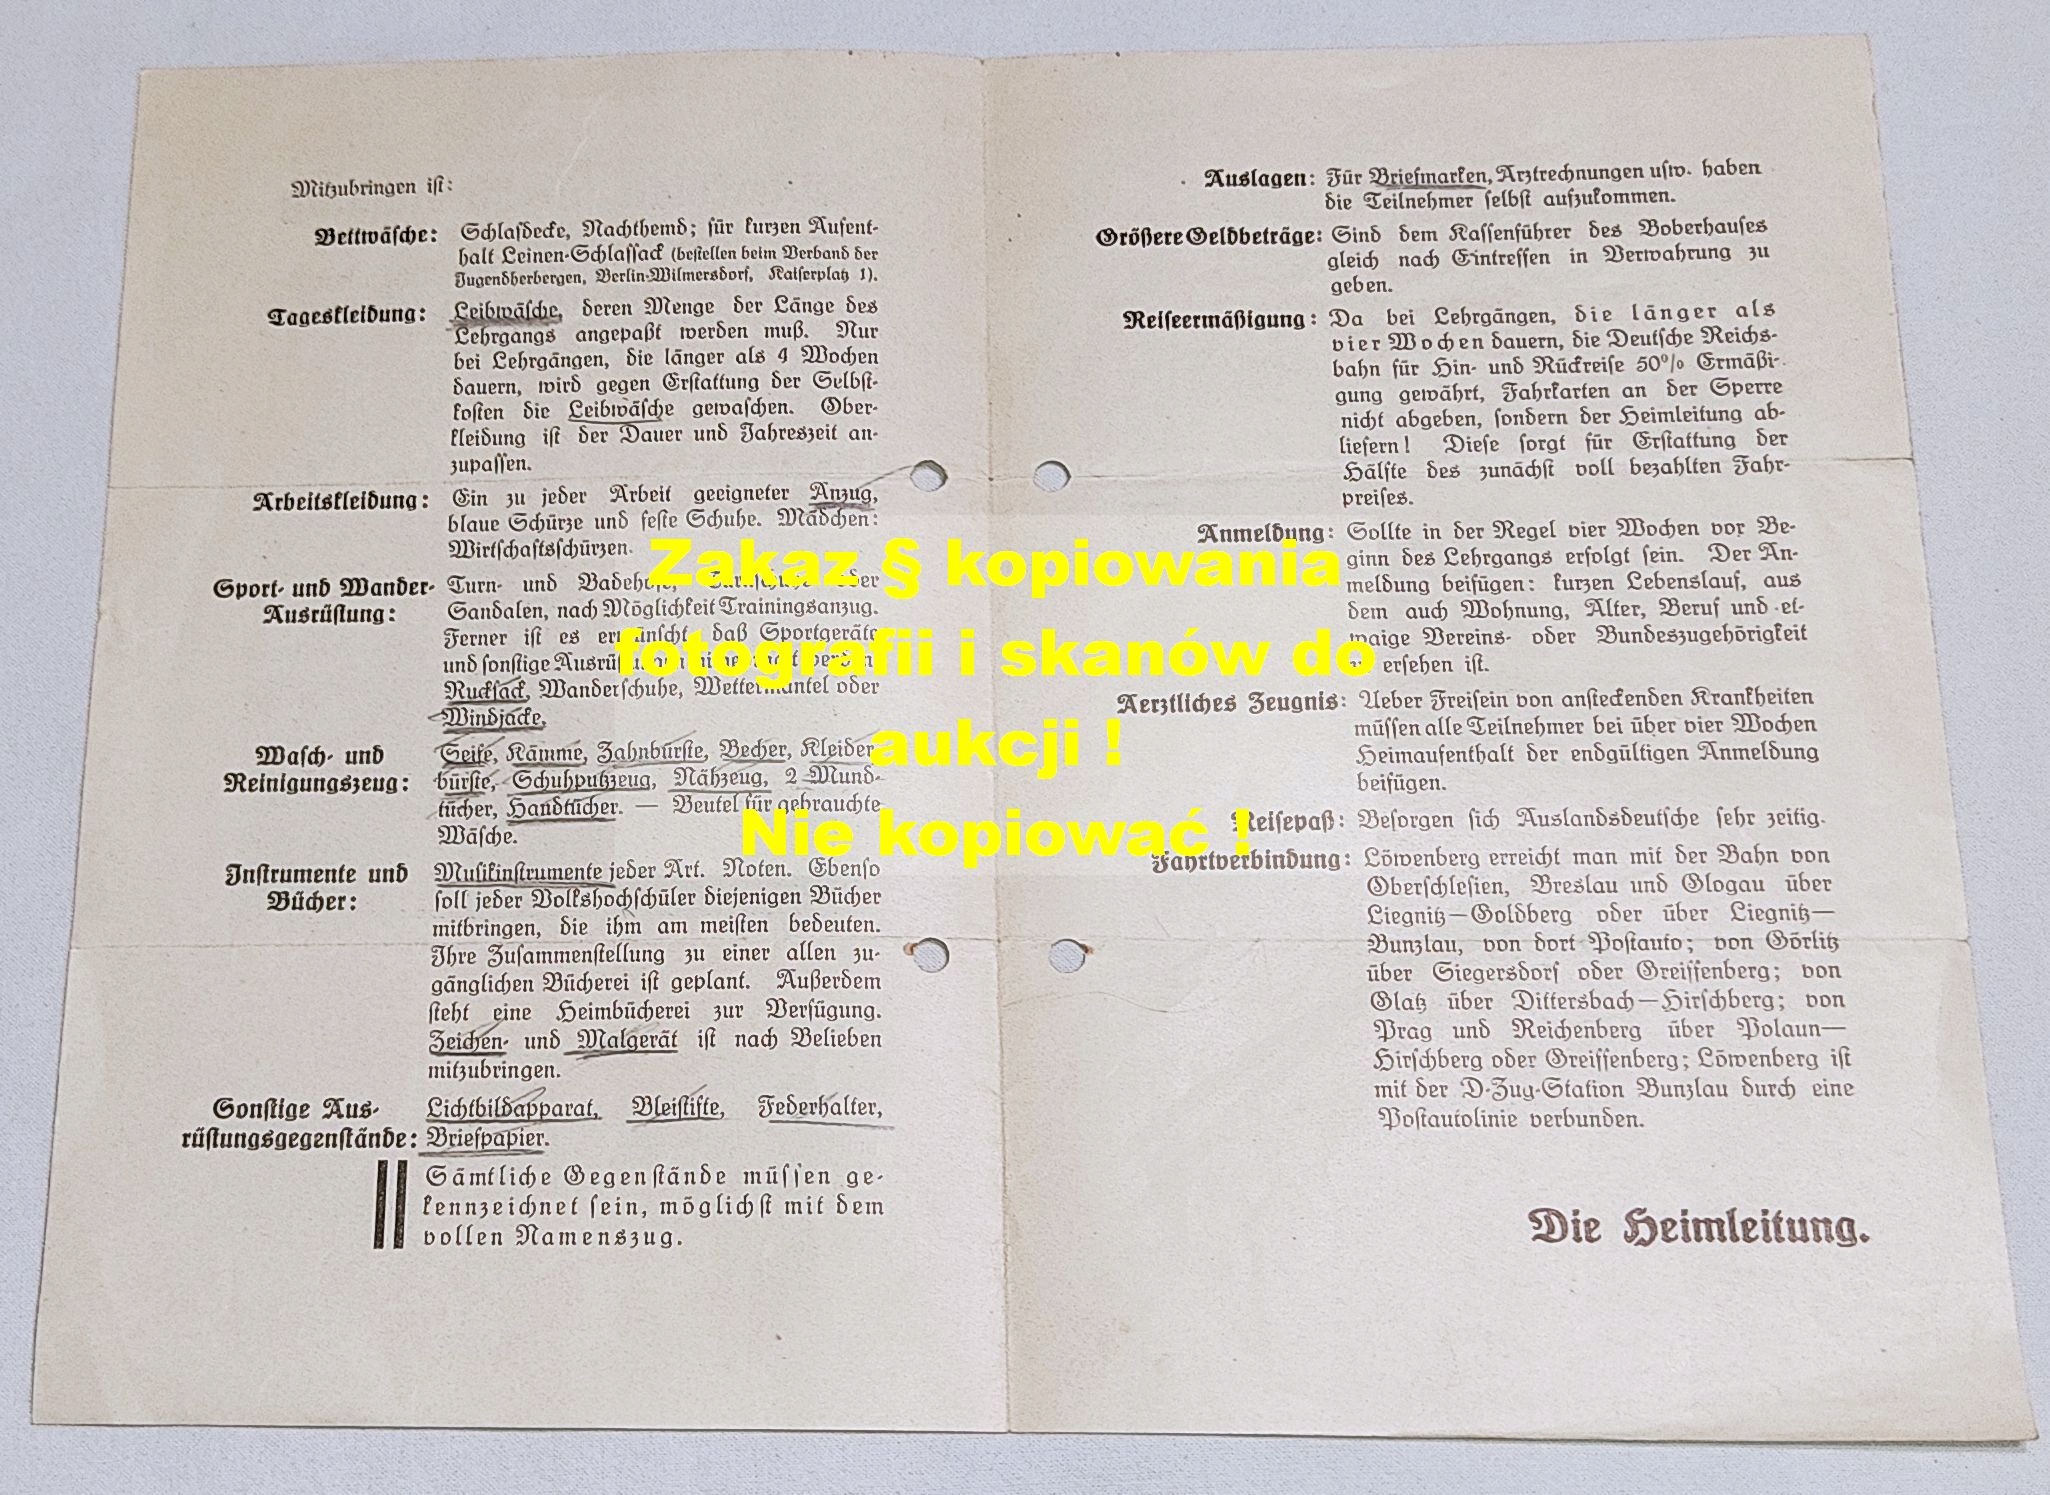 Mitzubringen iſt:
Bettwäſche: Schlafdecke, Nachthemd; für kurzen Aufent-
halt Leinen-Schlafſack (beſtellen beim Verband der
Jugendherbergen, Berlin-Wilmersdorf, Kaiſerplatz 1).
Tageskleidung: Leibwäſche, deren Menge der Länge des
Lehrgangs angepaßt werden muß. Nur
bei Lehrgängen, die länger als 4 Wochen
dauern, wird gegen Erſtattung der Selbſt-
koſten die Leibwäſche gewaſchen. Ober-
kleidung iſt der Dauer und Jahreszeit an-
zupaſſen.
Arbeitskleidung: Ein zu jeder Arbeit geeigneter Anzug,
blaue Schürze und feſte Schuhe. Mädchen:
Wirtſchaftsſchürzen.
Sport- und Wander- Turn- und
Ausrüſtung: Sandalen, nach Möglichkeit Trainingsanzug.
Ferner iſt es erwünſcht, daß Sportgeräte
und ſonſtige
Ruckſack, Wanderſchuhe, Wettermantel oder
Windjacke.
Waſch- und Seife, Kämme, Zahnbürſte, Becher, Kleider-
Reinigungszeug: bürſte, Schuhputzzeug, Nähzeug, 2 Mund-
tücher, Handtücher. — Beutel für gebrauchte
Wäſche.
Inſtrumente und Muſikinſtrumente jeder Art. Noten. Ebenſo
Bücher: ſoll jeder Volkshochſchüler diejenigen Bücher
mitbringen, die ihm am meiſten bedeuten.
Ihre Zuſammenſtellung zu einer allen zu-
gänglichen Bücherei iſt geplant. Außerdem
ſteht eine Heimbücherei zur Verfügung.
Zeichen- und Malgerät iſt nach Belieben
mitzubringen.
Sonſtige Aus- Lichtbildapparat, Bleiſtifte, Federhalter,
rüſtungsgegenſtände: Briefpapier.
Sämtliche Gegenſtände müſſen ge-
kennzeichnet ſein, möglichſt mit dem
vollen Namenszug.
Auslagen: Für Briefmarken, Arztrechnungen uſw. haben
die Teilnehmer ſelbſt aufzukommen.
Größere Geldbeträge: Sind dem Kaſſenführer des Boberhauſes
gleich nach Eintreffen in Verwahrung zu
geben.
Reiſeermäßigung: Da bei Lehrgängen, die länger als
vier Wochen dauern, die Deutſche Reichs-
bahn für Hin- und Rückreiſe 50% Ermäßi-
gung gewährt, Fahrkarten an der Sperre
nicht abgeben, ſondern der Heimleitung ab-
liefern! Dieſe ſorgt für Erſtattung der
Hälfte des zunächſt voll bezahlten Fahr-
preiſes.
Anmeldung: Sollte in der Regel vier Wochen vor Be-
ginn des Lehrgangs erfolgt ſein. Der An-
meldung beifügen: kurzen Lebenslauf, aus
dem auch Wohnung, Alter, Beruf und et-
waige Vereins- oder Bundeszugehörigkeit
erſehen iſt.
Aerztliches Zeugnis: Ueber Freiſein von anſteckenden Krankheiten
müſſen alle Teilnehmer bei über vier Wochen
Heimaufenthalt der endgültigen Anmeldung
beifügen.
Reiſepaß: Beſorgen ſich Auslandsdeutſche ſehr zeitig.
Fahrtverbindung: Löwenberg erreicht man mit der Bahn von
Oberſchleſien, Breslau und Glogau über
Liegnitz—Goldberg oder über Liegnitz—
Bunzlau, von dort Poſtauto; von Görlitz
über Siegersdorf oder Greiffenberg; von
Glatz über Dittersbach—Hirſchberg; von
Prag und Reichenberg über Polaun—
Hirſchberg oder Greiffenberg; Löwenberg iſt
mit der D-Zug-Station Bunzlau durch eine
Poſtautolinie verbunden.
Die Heimleitung.
Zakaz § kopiowania
fotografii i skanów do
aukcji !
Nie kopiować !